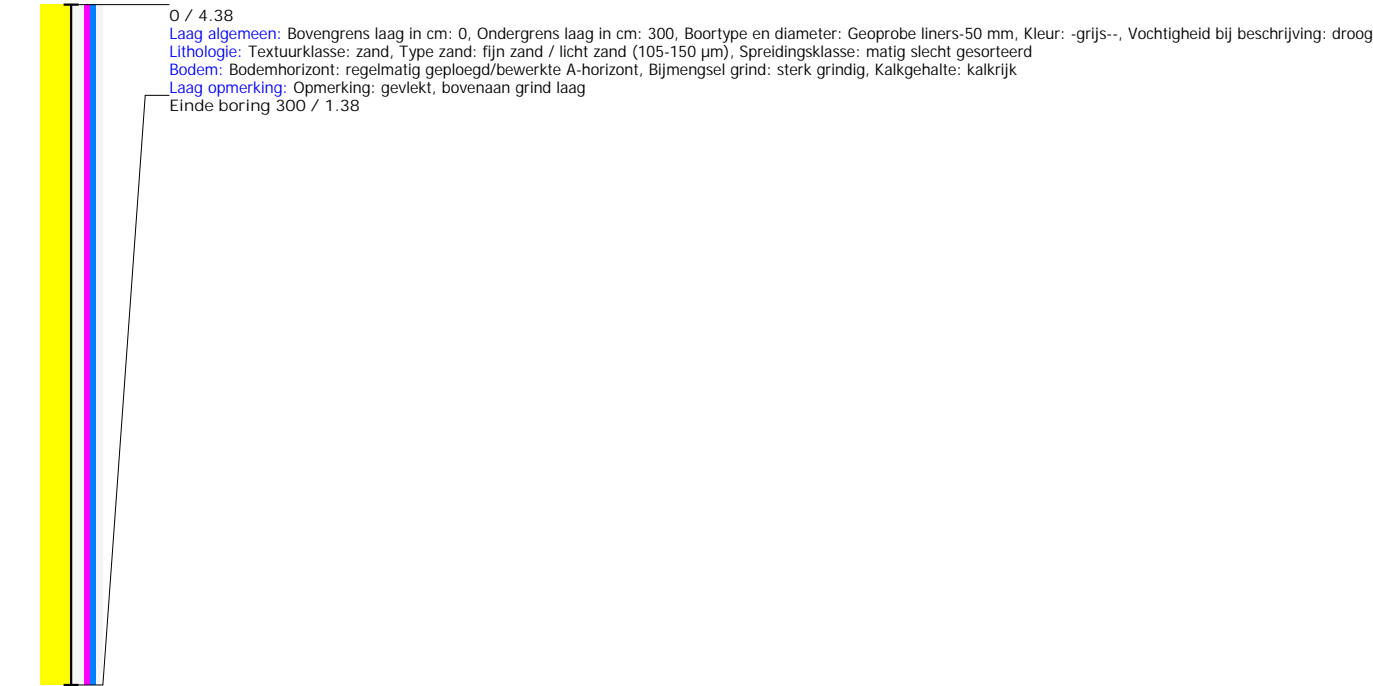 0 / 4.38
Laag algemeen: Bovengrens laag in cm: 0, Ondergrens laag in cm: 300, Boortype en diameter: Geoprobe liners-50 mm, Kleur: -grijs--, Vochtigheid bij beschrijving: droog
Lithologie: Textuurklasse: zand, Type zand: fijn zand / licht zand (105-150 µm), Spreidingsklasse: matig slecht gesorteerd
Bodem: Bodemhorizont: regelmatig geploegd/bewerkte A-horizont, Bijmengsel grind: sterk grindig, Kalkgehalte: kalkrijk
Laag opmerking: Opmerking: gevlekt, bovenaan grind laag
Einde boring 300 / 1.38